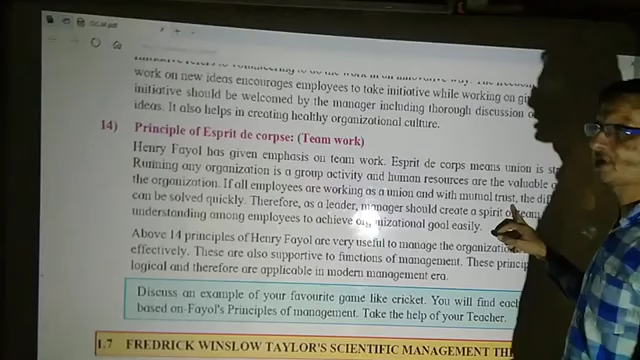 work on new ideas encourages employees to take initiative while working on
initiative should be welcomed by the manager including thorough discussion
ideas. It also helps in creating healthy organizational culture.
14) Principle of Esprit de corpse: (Team work)
Henry Fayol has given emphasis on team work. Esprit de corps means union is
Running any organization is a group activity and human resources are the valuable
the organization. If all employees are working as a union and with mutual trust, the
can be solved quickly. Therefore, as a leader, manager should create a spirit of team
understanding among employees to achieve organizational goal easily.
Above 14 principles of Henry Fayol are very useful to manage the
effectively. These are also supportive to functions of management. These
logical and therefore are applicable in modern management era.
Discuss an example of your favourite game like cricket. You will find each
based on-Fayol's Principles of management. Take the help of your Teacher.
1.7 FREDRICK WINSLOW TAYLOR'S SCIENTIFIC MANAGEMENT